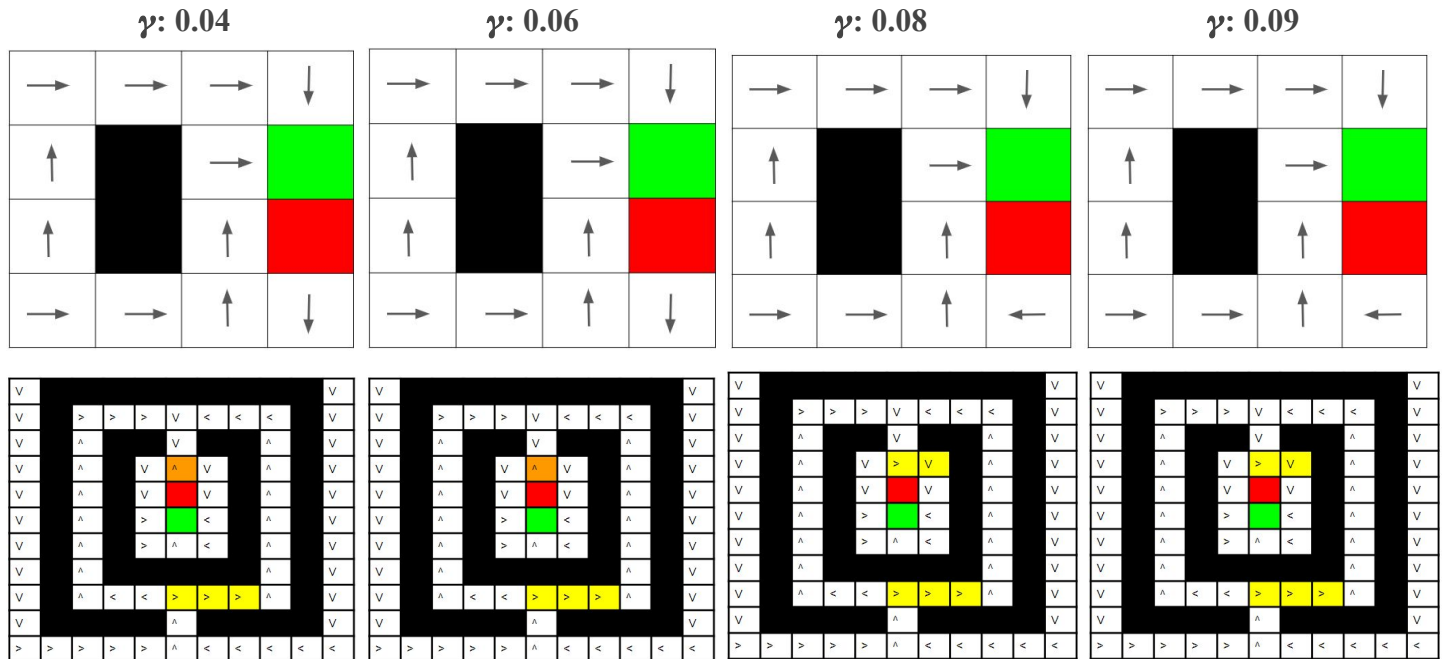 γ: 0.04
γ: 0.06
γ: 0.08
γ: 0.09
V V
V > > > V < < < V
V ^ V ^ V
V ^ V ^ V ^ V
V ^ V V ^ V
V ^ > < ^ V
V ^ > ^ < ^ V
V ^ ^ V
V ^ < < > > > ^ V
V ^ V
> > > > > ^ < < < < <
V V
V > > > V < < < V
V ^ V ^ V
V ^ V ^ V ^ V
V ^ V V ^ V
V ^ > < ^ V
V ^ > ^ < ^ V
V ^ ^ V
V ^ < < > > > ^ V
V ^ V
> > > > > ^ < < < < <
V V
V > > > V < < < V
V ^ V ^ V
V ^ V > V ^ V
V ^ V V ^ V
V ^ > < ^ V
V ^ > ^ < ^ V
V ^ ^ V
V ^ < < > > > ^ V
V ^ V
> > > > > ^ < < < < <
V V
V > > > V < < < V
V ^ V ^ V
V ^ V > V ^ V
V ^ V V ^ V
V ^ > < ^ V
V ^ > ^ < ^ V
V ^ ^ V
V ^ < < > > > ^ V
V ^ V
> > > > > ^ < < < < <